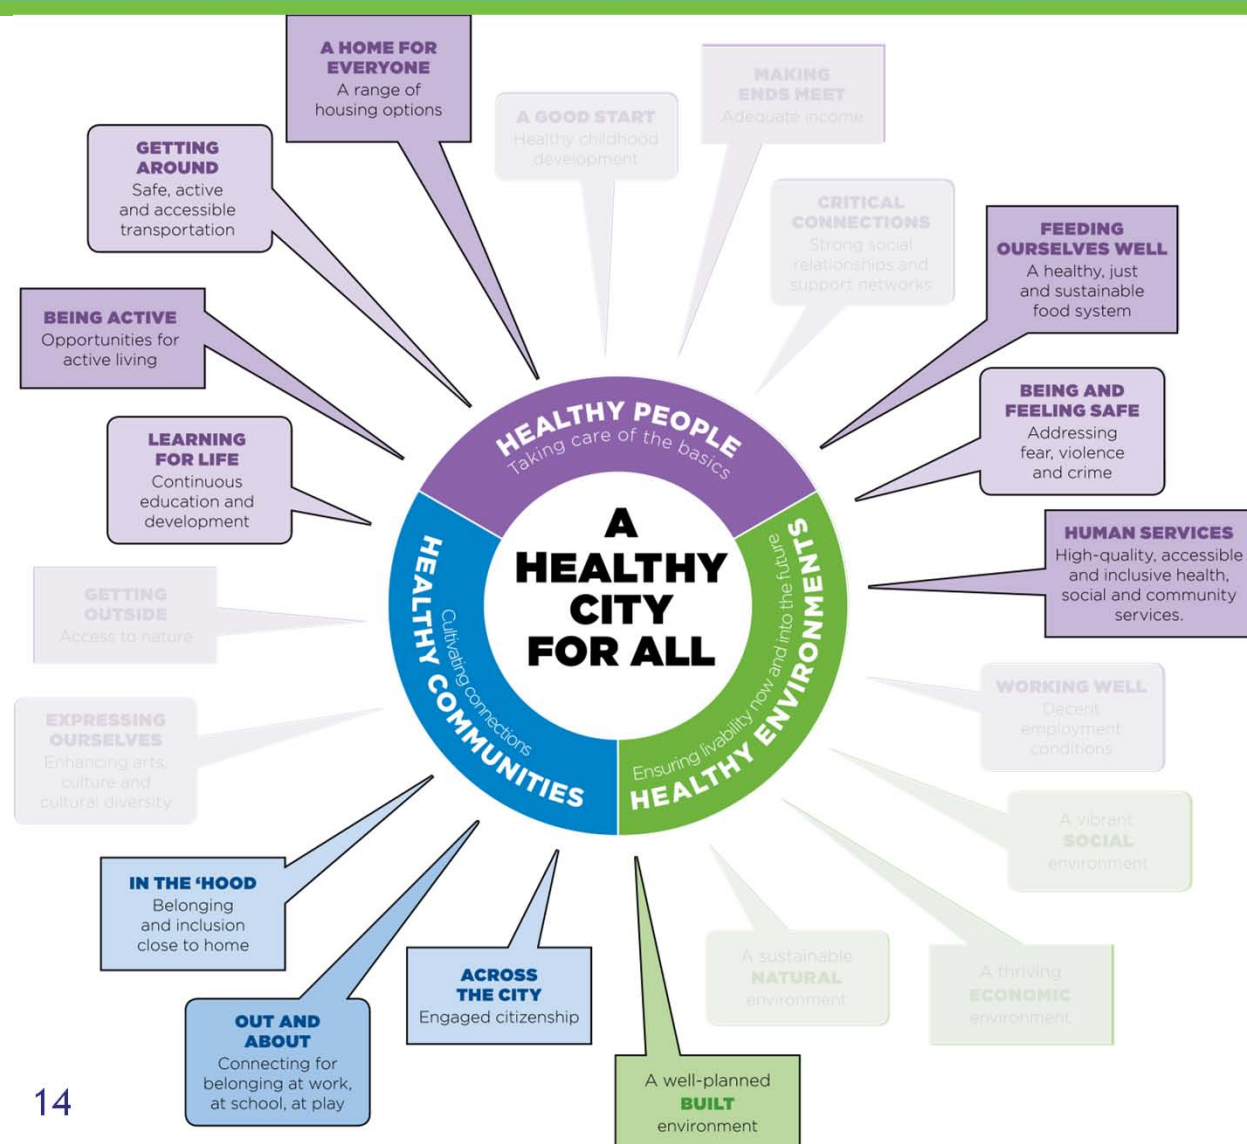 A HOME FOR
EVERYONE
A range of
housing options
A GOOD START
Healthy childhood
development
MAKING
ENDS MEET
Adequate income
GETTING
AROUND
Safe, active
and accessible
transportation
CRITICAL
CONNECTIONS
Strong social
relationships and
support networks
FEEDING
OURSELVES WELL
A healthy, just
and sustainable
food system
BEING ACTIVE
Opportunities for
active living
BEING AND
FEELING SAFE
Addressing
fear, violence
and crime
LEARNING
FOR LIFE
Continuous
education and
development
HUMAN SERVICES
High-quality, accessible
and inclusive health,
social and community
services.
HEALTHY PEOPLE
Taking care of the basics
A
HEALTHY
CITY
FOR ALL
HEALTHY COMMUNITIES
Cultivating connections
Ensuring livability now and into the future
HEALTHY ENVIRONMENTS
GETTING
OUTSIDE
Access to nature
WORKING WELL
Decent
employment
conditions
EXPRESSING
OURSELVES
Enhancing arts,
culture and
cultural diversity
A vibrant
SOCIAL
environment
IN THE ‘HOOD
Belonging
and inclusion
close to home
OUT AND
ABOUT
Connecting for
belonging at work,
at school, at play
ACROSS
THE CITY
Engaged citizenship
A well-planned
BUILT
environment
A sustainable
NATURAL
environment
A thriving
ECONOMIC
environment
14